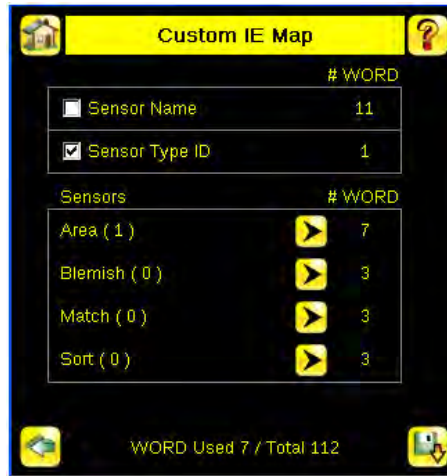 Custom IE Map
?
# WORD
Sensor Name 11
Sensor Type ID 1
Sensors # WORD
Area ( 1 ) 7
Blemish ( 0 ) 3
Match ( 0 ) 3
Sort ( 0 ) 3
WORD Used 7 / Total 112